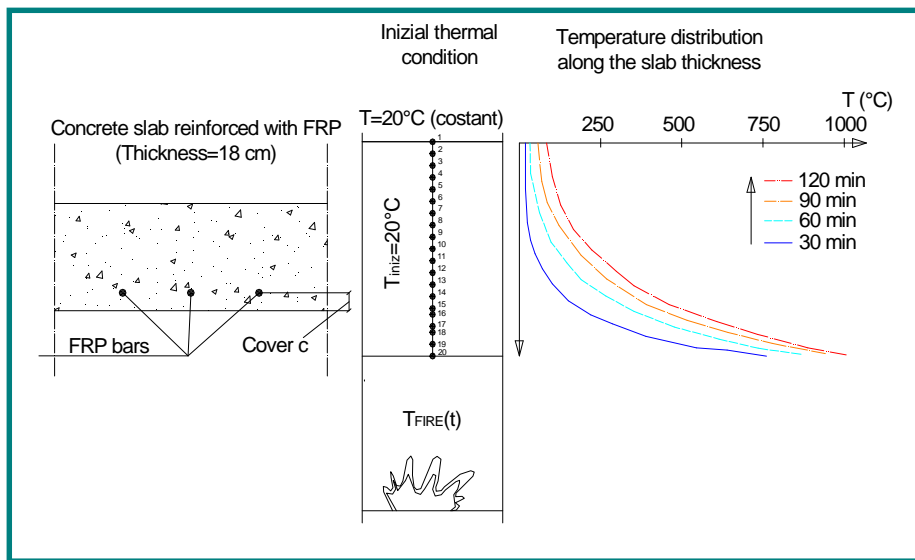 Inizial thermal
condition
Temperature distribution
along the slab thickness
T (°C)
T=20°C (costant)
Concrete slab reinforced with FRP
(Thickness=18 cm)
250
500
750
1000
1
2
3
4
5
6
7
8
9
10
11
12
13
14
15
16
17
18
19
20
Tiniz=20°C
120 min
90 min
60 min
30 min
FRP bars
Cover c
TFIRE(t)